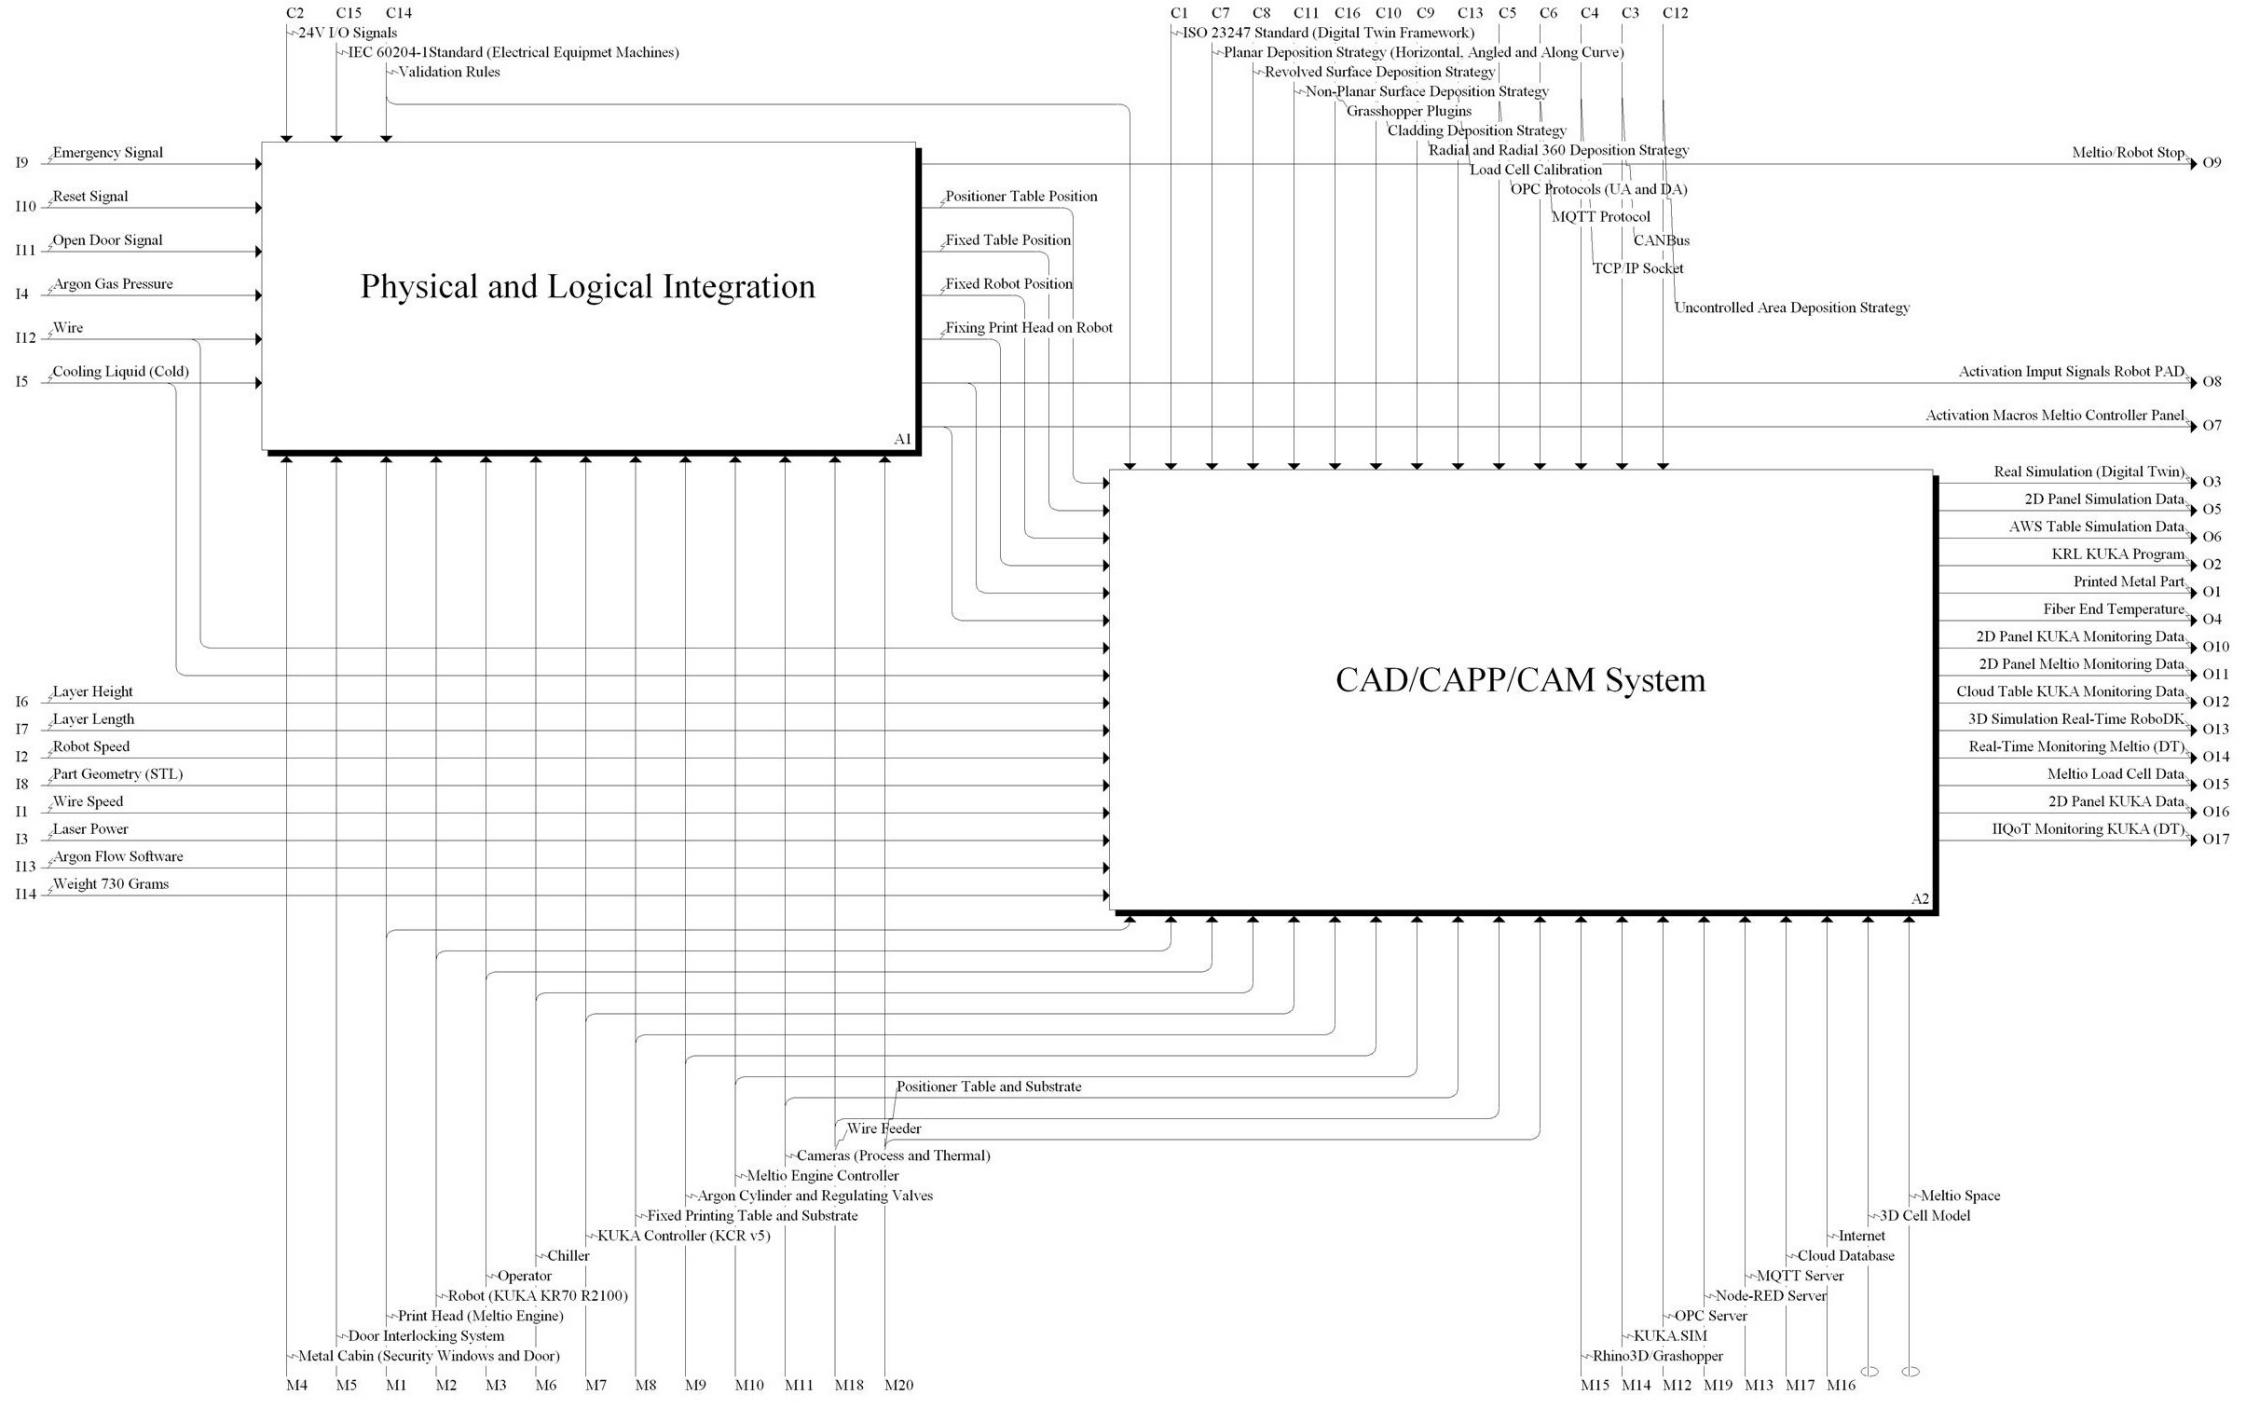 C2 C15 C14 C1 C7 C8 C11 C16 C10 C9 C13 C5 C6 C4 C3 C12
24V I/O Signals
IEC 60204-1Standard (Electrical Equipmet Machines)
Validation Rules
ISO 23247 Standard (Digital Twin Framework)
Planar Deposition Strategy (Horizontal, Angled and Along Curve)
Revolved Surface Deposition Strategy
Non-Planar Surface Deposition Strategy
Grasshopper Plugins
Cladding Deposition Strategy
Radial and Radial 360 Deposition Strategy
Load Cell Calibration
OPC Protocols (UA and DA)
MQTT Protocol
CANBus
TCP/IP Socket
Uncontrolled Area Deposition Strategy
I9 Emergency Signal
I10 Reset Signal
I11 Open Door Signal
I4 Argon Gas Pressure
I12 Wire
I5 Cooling Liquid (Cold)
Physical and Logical Integration
A1
Positioner Table Position
Fixed Table Position
Fixed Robot Position
Fixing Print Head on Robot
Meltio/Robot Stop O9
Activation Imput Signals Robot PAD O8
Activation Macros Meltio Controller Panel O7
I6 Layer Height
I7 Layer Length
I2 Robot Speed
I8 Part Geometry (STL)
I1 Wire Speed
I3 Laser Power
I13 Argon Flow Software
I14 Weight 730 Grams
CAD/CAPP/CAM System
A2
Real Simulation (Digital Twin) O3
2D Panel Simulation Data O5
AWS Table Simulation Data O6
KRL KUKA Program O2
Printed Metal Part O1
Fiber End Temperature O4
2D Panel KUKA Monitoring Data O10
2D Panel Meltio Monitoring Data O11
Cloud Table KUKA Monitoring Data O12
3D Simulation Real-Time RoboDK O13
Real-Time Monitoring Meltio (DT) O14
Meltio Load Cell Data O15
2D Panel KUKA Data O16
IIQoT Monitoring KUKA (DT) O17
Positioner Table and Substrate
Wire Feeder
Cameras (Process and Thermal)
Meltio Engine Controller
Argon Cylinder and Regulating Valves
Fixed Printing Table and Substrate
KUKA Controller (KCR v5)
Chiller
Operator
Robot (KUKA KR70 R2100)
Print Head (Meltio Engine)
Door Interlocking System
Metal Cabin (Security Windows and Door)
M4 M5 M1 M2 M3 M6 M7 M8 M9 M10 M11 M18 M20
Meltio Space
3D Cell Model
Internet
Cloud Database
MQTT Server
Node-RED Server
OPC Server
KUKA.SIM
Rhino3D/Grashopper
M15 M14 M12 M19 M13 M17 M16